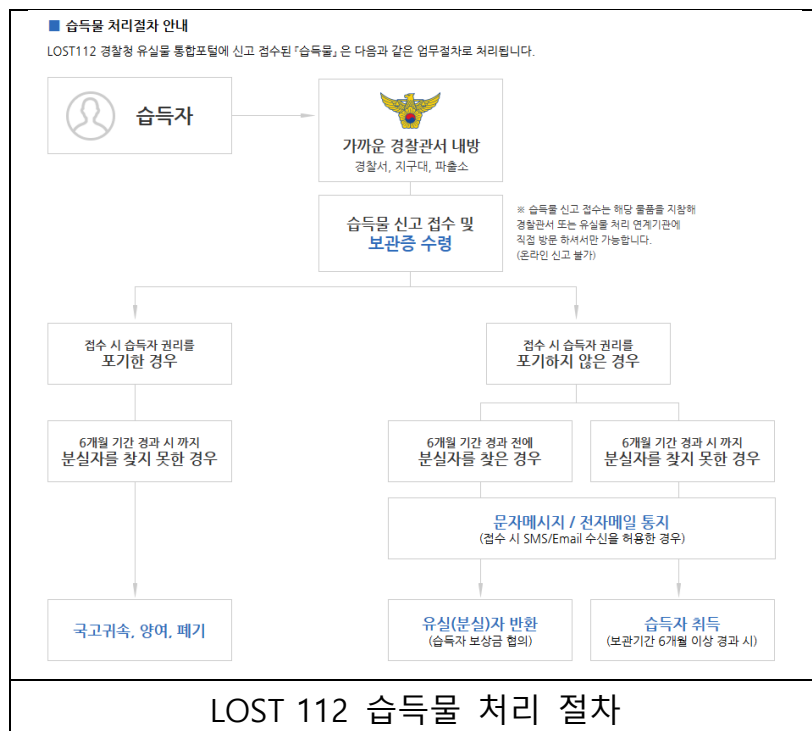 습득물 처리절차 안내
LOST112 경찰청 유실물 통합포털에 신고 접수된 「습득물」 은 다음과 같은 업무절차로 처리됩니다.
습득자
가까운 경찰관서 내방
경찰서, 지구대, 파출소
습득물 신고 접수 및
보관증 수령
※ 습득물 신고 접수는 해당 물품을 지참해
경찰관서 또는 유실물 처리 연계기관에
직접 방문 하셔서만 가능합니다.
(온라인 신고 불가)
접수 시 습득자 권리를
포기한 경우
접수 시 습득자 권리를
포기하지 않은 경우
6개월 기간 경과 시 까지
분실자를 찾지 못한 경우
6개월 기간 경과 전에
분실자를 찾은 경우
6개월 기간 경과 시 까지
분실자를 찾지 못한 경우
문자메시지 / 전자메일 통지
(접수 시 SMS/Email 수신을 허용한 경우)
국고귀속, 양여, 폐기
유실(분실)자 반환
(습득자 보상금 협의)
습득자 취득
(보관기간 6개월 이상 경과 시)
LOST 112 습득물 처리 절차